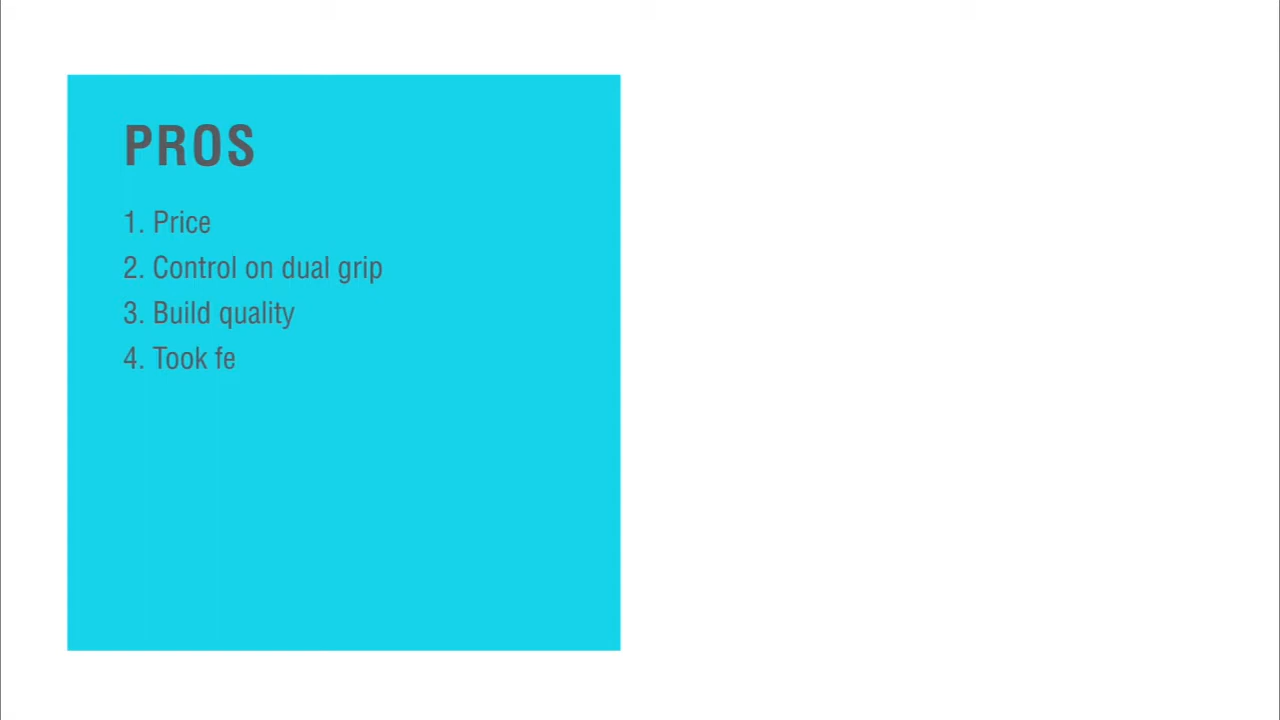 PROS
1. Price
2. Control on dual grip
3. Build quality
4. Took fe